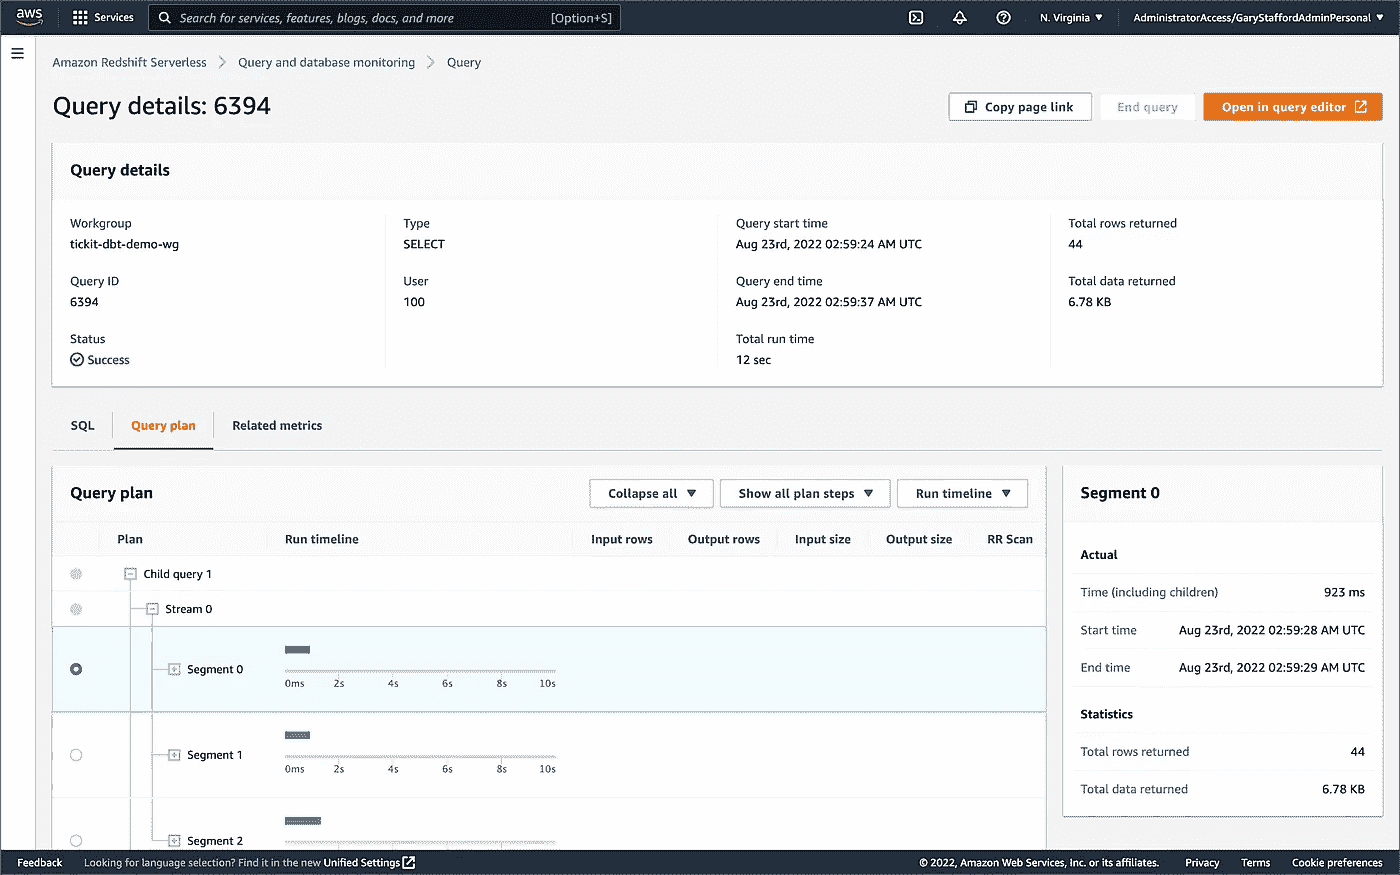 aws Services Search for services, features, blogs, docs, and more [Option+S] N. Virginia ▼ AdministratorAccess/GaryStaffordAdminPersonal ▼
Amazon Redshift Serverless > Query and database monitoring > Query
Query details: 6394
Copy page link End query Open in query editor
Query details
Workgroup Type Query start time Total rows returned
tickit-dbt-demo-wg SELECT Aug 23rd, 2022 02:59:24 AM UTC 44
Query ID User Query end time Total data returned
6394 100 Aug 23rd, 2022 02:59:37 AM UTC 6.78 KB
Status Total run time
Success 12 sec
SQL Query plan Related metrics
Query plan Collapse all ▼ Show all plan steps ▼ Run timeline ▼
Plan Run timeline Input rows Output rows Input size Output size RR Scan
Child query 1
Stream 0
Segment 0
0ms 2s 4s 6s 8s 10s
Segment 1
0ms 2s 4s 6s 8s 10s
Segment 2
Segment 0
Actual
Time (including children) 923 ms
Start time Aug 23rd, 2022 02:59:28 AM UTC
End time Aug 23rd, 2022 02:59:29 AM UTC
Statistics
Total rows returned 44
Total data returned 6.78 KB
Feedback Looking for language selection? Find it in the new Unified Settings © 2022, Amazon Web Services, Inc. or its affiliates. Privacy Terms Cookie preferences